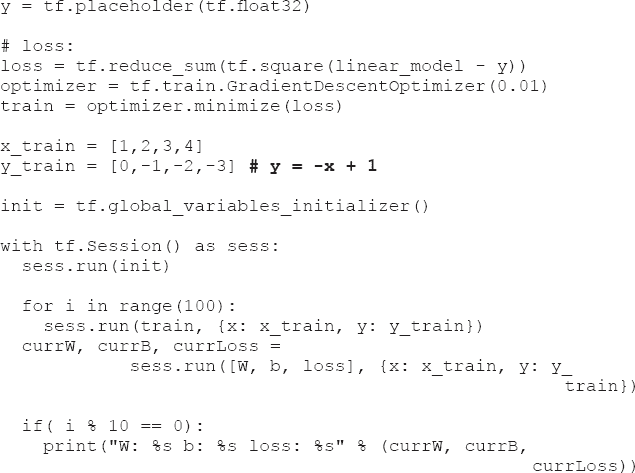 y = tf.placeholder(tf.float32)

# loss:
loss = tf.reduce_sum(tf.square(linear_model - y))
optimizer = tf.train.GradientDescentOptimizer(0.01)
train = optimizer.minimize(loss)

x_train = [1,2,3,4]
y_train = [0,-1,-2,-3] # y = -x + 1

init = tf.global_variables_initializer()

with tf.Session() as sess:
  sess.run(init)

  for i in range(100):
    sess.run(train, {x: x_train, y: y_train})
  currW, currB, currLoss =
            sess.run([W, b, loss], {x: x_train, y: y_
                                                     train})

  if( i % 10 == 0):
    print("W: %s b: %s loss: %s" % (currW, currB,
                                                  currLoss))